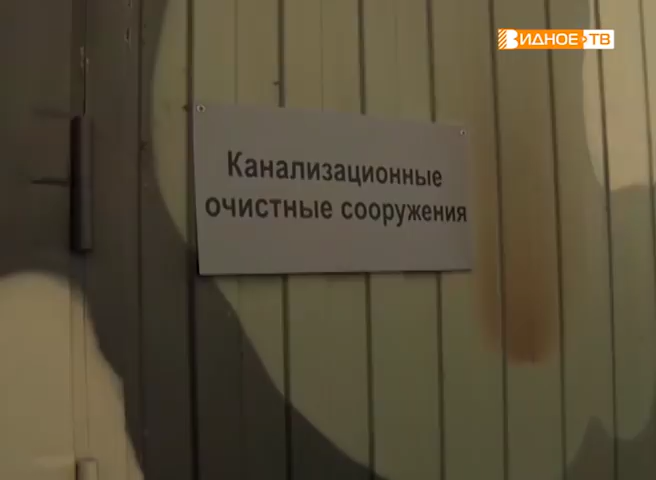 ВИДНОЕ ТВ
Канализационные
очистные сооружения